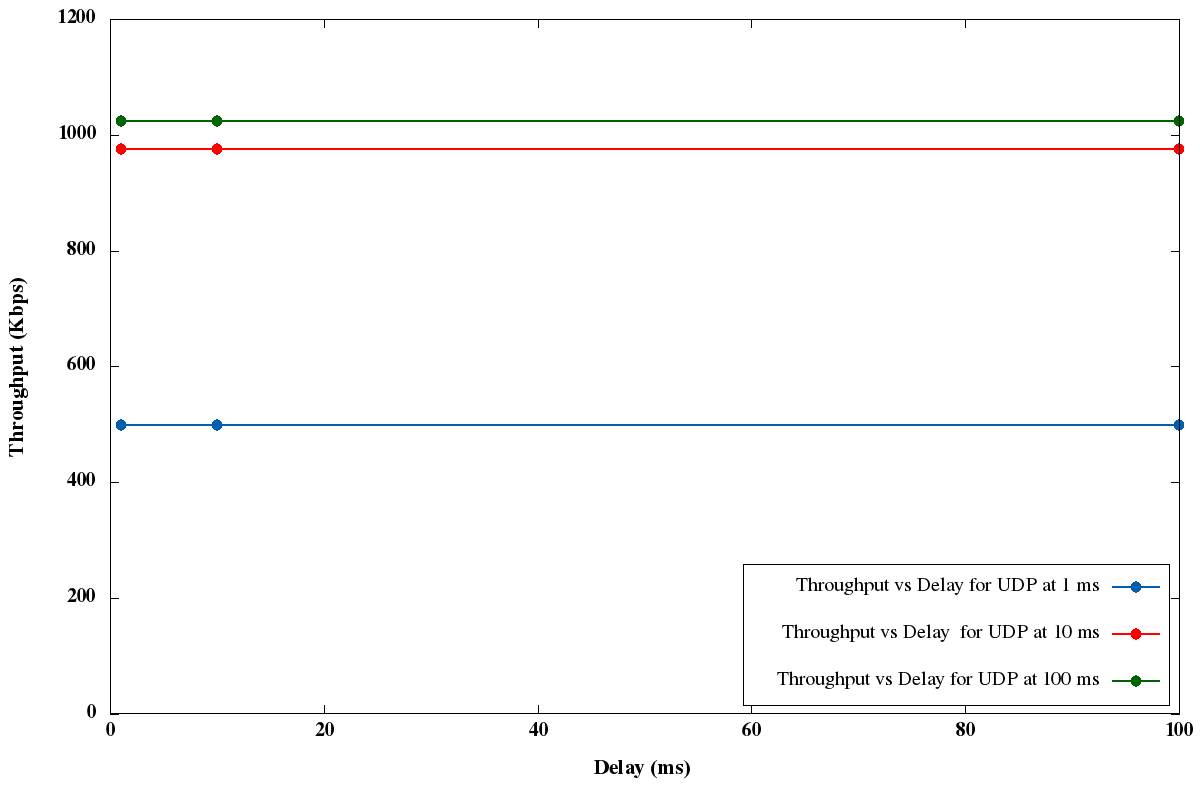 1200
1000
800
600
400
200
0
Throughput (Kbps)
Throughput vs Delay for UDP at 1 ms
Throughput vs Delay  for UDP at 10 ms
Throughput vs Delay for UDP at 100 ms
0 20 40 60 80 100
Delay (ms)